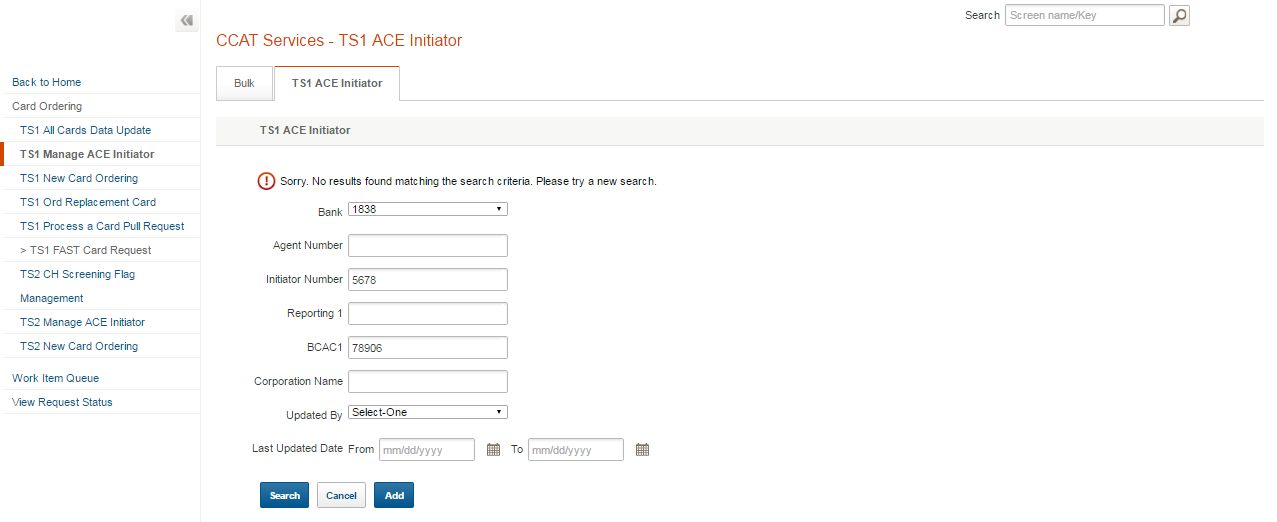 Search Screen name/Key
CCAT Services - TS1 ACE Initiator
Back to Home
Card Ordering
TS1 All Cards Data Update
TS1 Manage ACE Initiator
TS1 New Card Ordering
TS1 Ord Replacement Card
TS1 Process a Card Pull Request
> TS1 FAST Card Request
TS2 CH Screening Flag
Management
TS2 Manage ACE Initiator
TS2 New Card Ordering
Work Item Queue
View Request Status
Bulk TS1 ACE Initiator
TS1 ACE Initiator
Sorry. No results found matching the search criteria. Please try a new search.
Bank 1838
Agent Number
Initiator Number 5678
Reporting 1
BCAC1 78906
Corporation Name
Updated By Select-One
Last Updated Date From mm/dd/yyyy To mm/dd/yyyy
Search Cancel Add